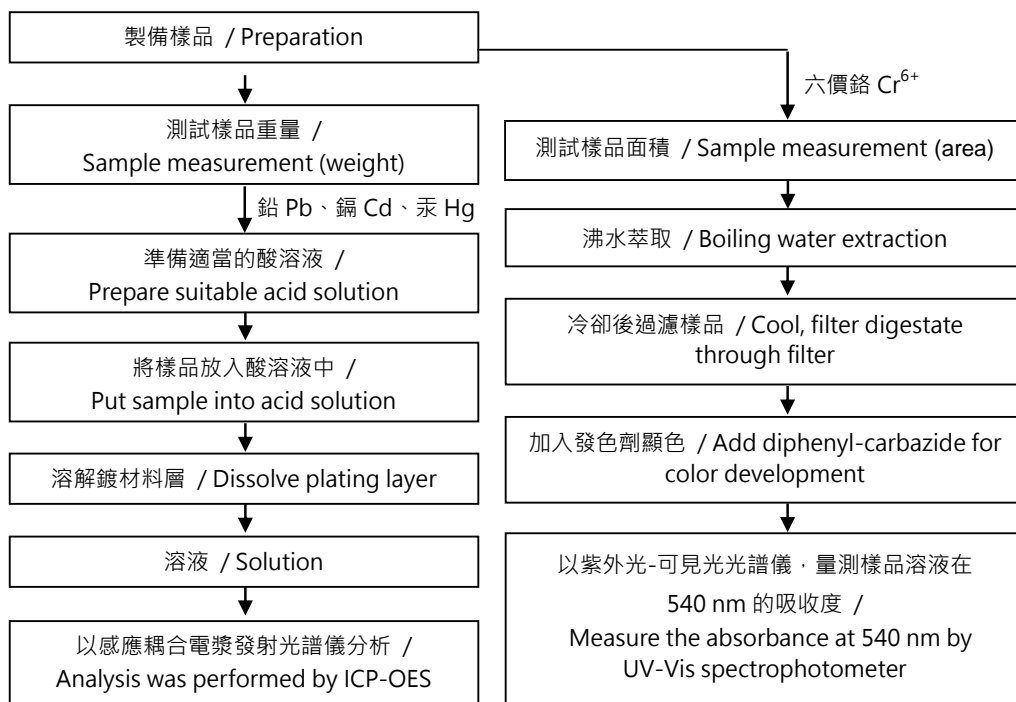 製備樣品 / Preparation
測試樣品重量 /
Sample measurement (weight)
鉛 Pb、鎘 Cd、汞 Hg
準備適當的酸溶液 /
Prepare suitable acid solution
將樣品放入酸溶液中 /
Put sample into acid solution
溶解鍍材料層 / Dissolve plating layer
溶液 / Solution
以感應耦合電漿發射光譜儀分析 /
Analysis was performed by ICP-OES
六價鉻 Cr⁶⁺
測試樣品面積 / Sample measurement (area)
沸水萃取 / Boiling water extraction
冷卻後過濾樣品 / Cool, filter digestate
through filter
加入發色劑顯色 / Add diphenyl-carbazide for
color development
以紫外光-可見光光譜儀，量測樣品溶液在
540 nm 的吸收度 /
Measure the absorbance at 540 nm by
UV-Vis spectrophotometer